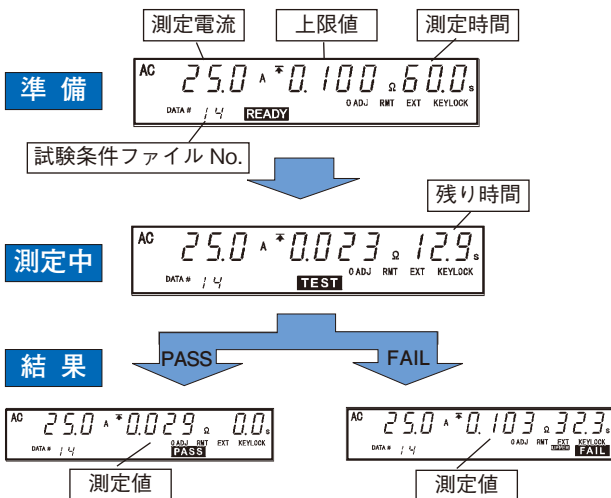 測定電流 上限値 測定時間
準 備
AC 25.0 A 0.100 Ω 60.0 s
0 ADJ RMT EXT KEYLOCK
DATA # 14 READY
試験条件ファイル No.
残り時間
測定中
AC 25.0 A 0.023 Ω 12.9 s
0 ADJ RMT EXT KEYLOCK
DATA # 14 TEST
結 果
PASS FAIL
AC 25.0 A 0.029 Ω 0.0 s
0 ADJ RMT EXT KEYLOCK
DATA # 14 PASS
測定値
AC 25.0 A 0.103 Ω 32.3 s
0 ADJ RMT EXT KEYLOCK
DATA # 14 UPPER FAIL
測定値